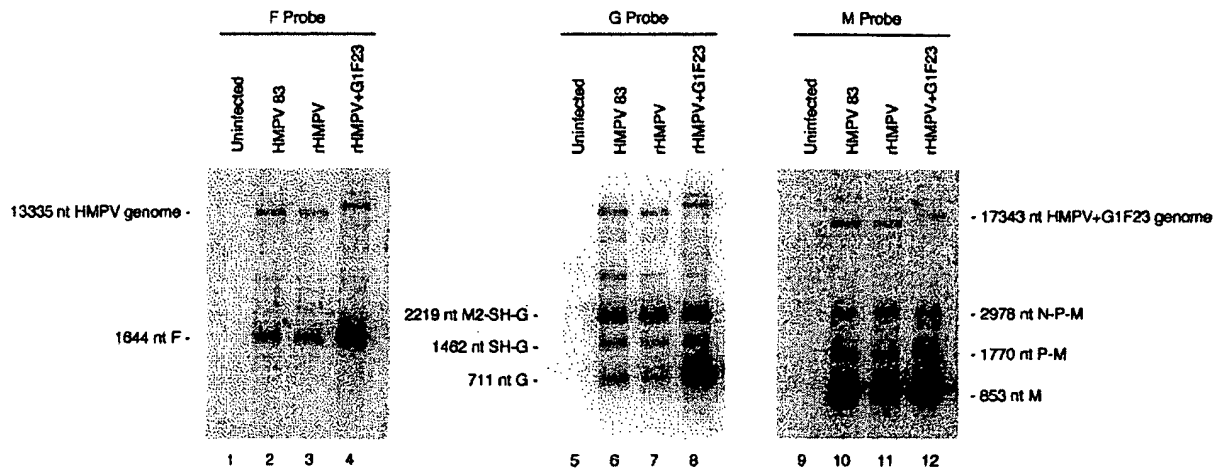 F Probe
G Probe
M Probe
Uninfected
HMPV 83
rHMPV
rHMPV+G1F23
Uninfected
HMPV 83
rHMPV
rHMPV+G1F23
Uninfected
HMPV 83
rHMPV
rHMPV+G1F23
13335 nt HMPV genome -
1644 nt F -
2219 nt M2-SH-G -
1462 nt SH-G -
711 nt G -
- 17343 nt HMPV+G1F23 genome
- 2978 nt N-P-M
- 1770 nt P-M
- 853 nt M
1 2 3 4 5 6 7 8 9 10 11 12